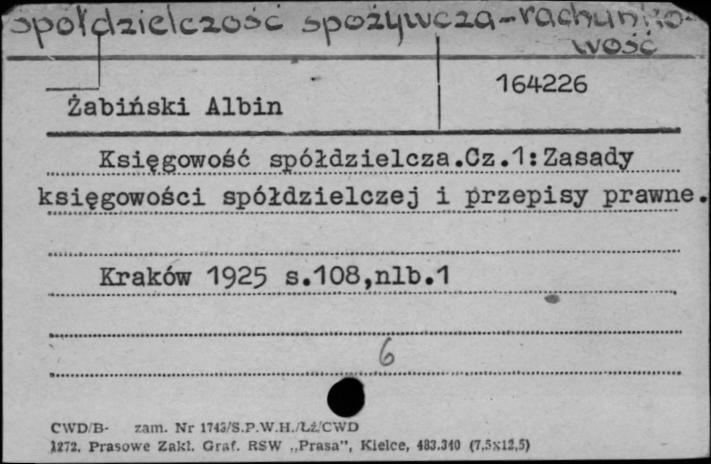 spółdzielczość spożywcza-rachunko-
wość
164226
Żabiński Albin
Księgowość spółdzielcza.Cz.1:Zasady
księgowości spółdzielczej i przepisy prawne.
Kraków 1925 s.108,nlb.1
6
CWD/B- zam. Nr 1743/S.P.W.H./Łź/CWD
1272. Prasowe Zakł. Graf. RSW „Prasa”, Kielce, 483.340 (7,5x12,5)